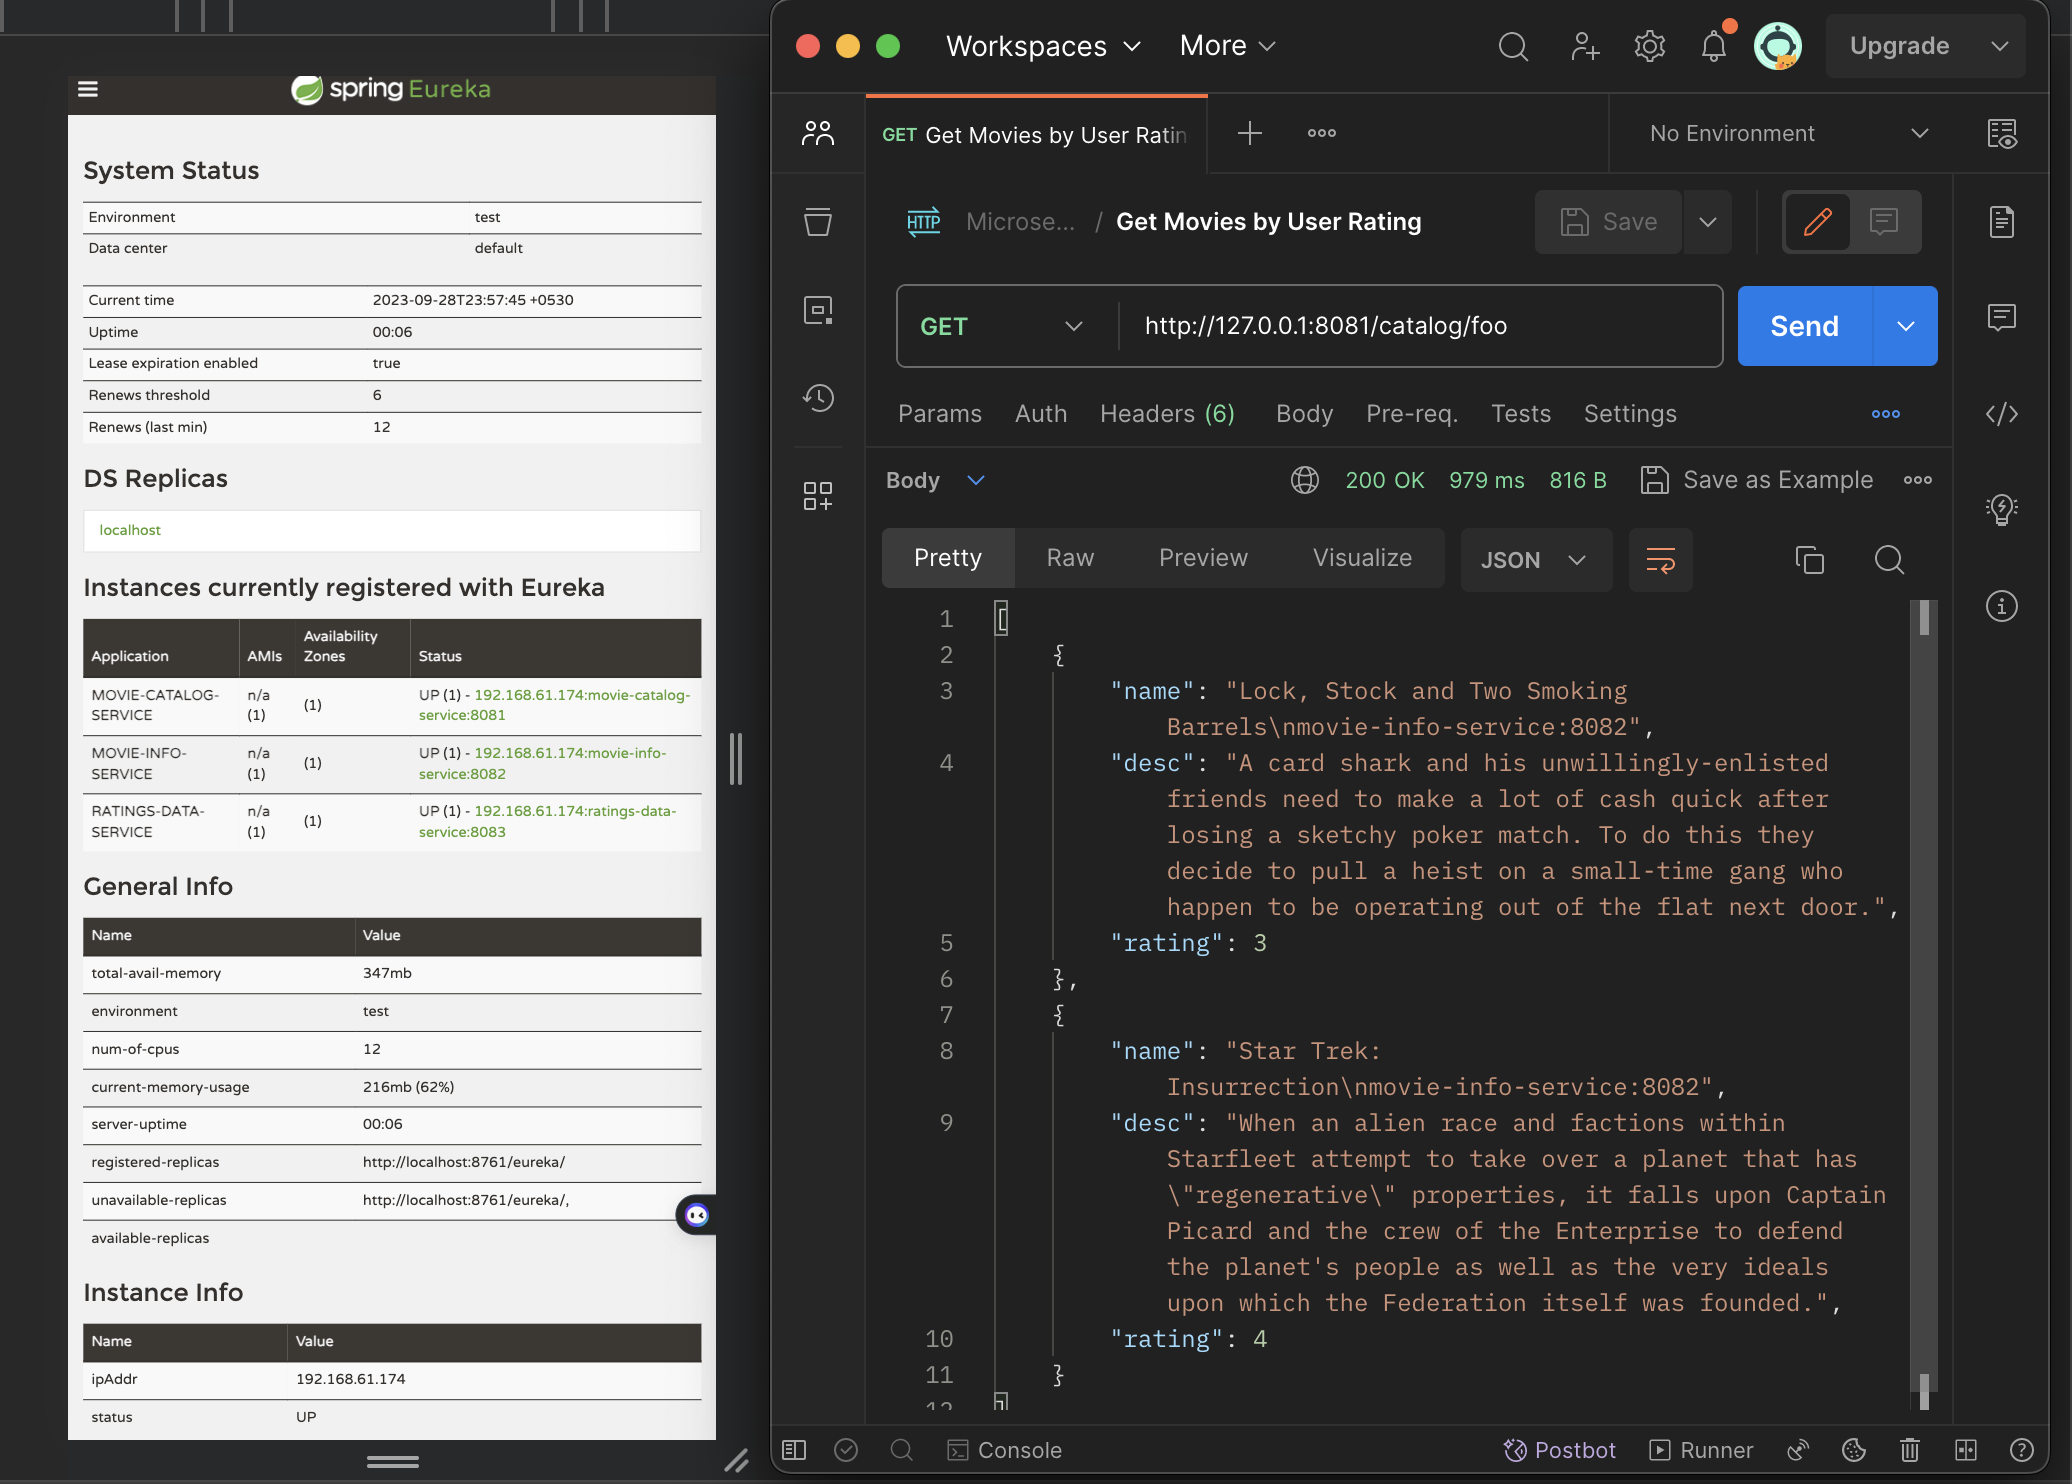 spring Eureka
System Status
Environment test
Data center default
Current time 2023-09-28T23:57:45 +0530
Uptime 00:06
Lease expiration enabled true
Renews threshold 6
Renews (last min) 12
DS Replicas
localhost
Instances currently registered with Eureka
Application AMIs Availability Zones Status
MOVIE-CATALOG-SERVICE n/a (1) (1) UP (1) - 192.168.61.174:movie-catalog-service:8081
MOVIE-INFO-SERVICE n/a (1) (1) UP (1) - 192.168.61.174:movie-info-service:8082
RATINGS-DATA-SERVICE n/a (1) (1) UP (1) - 192.168.61.174:ratings-data-service:8083
General Info
Name Value
total-avail-memory 347mb
environment test
num-of-cpus 12
current-memory-usage 216mb (62%)
server-uptime 00:06
registered-replicas http://localhost:8761/eureka/
unavailable-replicas http://localhost:8761/eureka/,
available-replicas
Instance Info
Name Value
ipAddr 192.168.61.174
status UP
Workspaces More Upgrade
GET Get Movies by User Ratin No Environment
HTTP Microse... / Get Movies by User Rating Save
GET http://127.0.0.1:8081/catalog/foo Send
Params Auth Headers (6) Body Pre-req. Tests Settings
Body 200 OK 979 ms 816 B Save as Example
Pretty Raw Preview Visualize JSON
1 [
2 {
3 "name": "Lock, Stock and Two Smoking
Barrels\nmovie-info-service:8082",
4 "desc": "A card shark and his unwillingly-enlisted
friends need to make a lot of cash quick after
losing a sketchy poker match. To do this they
decide to pull a heist on a small-time gang who
happen to be operating out of the flat next door.",
5 "rating": 3
6 },
7 {
8 "name": "Star Trek:
Insurrection\nmovie-info-service:8082",
9 "desc": "When an alien race and factions within
Starfleet attempt to take over a planet that has
\"regenerative\" properties, it falls upon Captain
Picard and the crew of the Enterprise to defend
the planet's people as well as the very ideals
upon which the Federation itself was founded.",
10 "rating": 4
11 }
12 ]
Console Postbot Runner